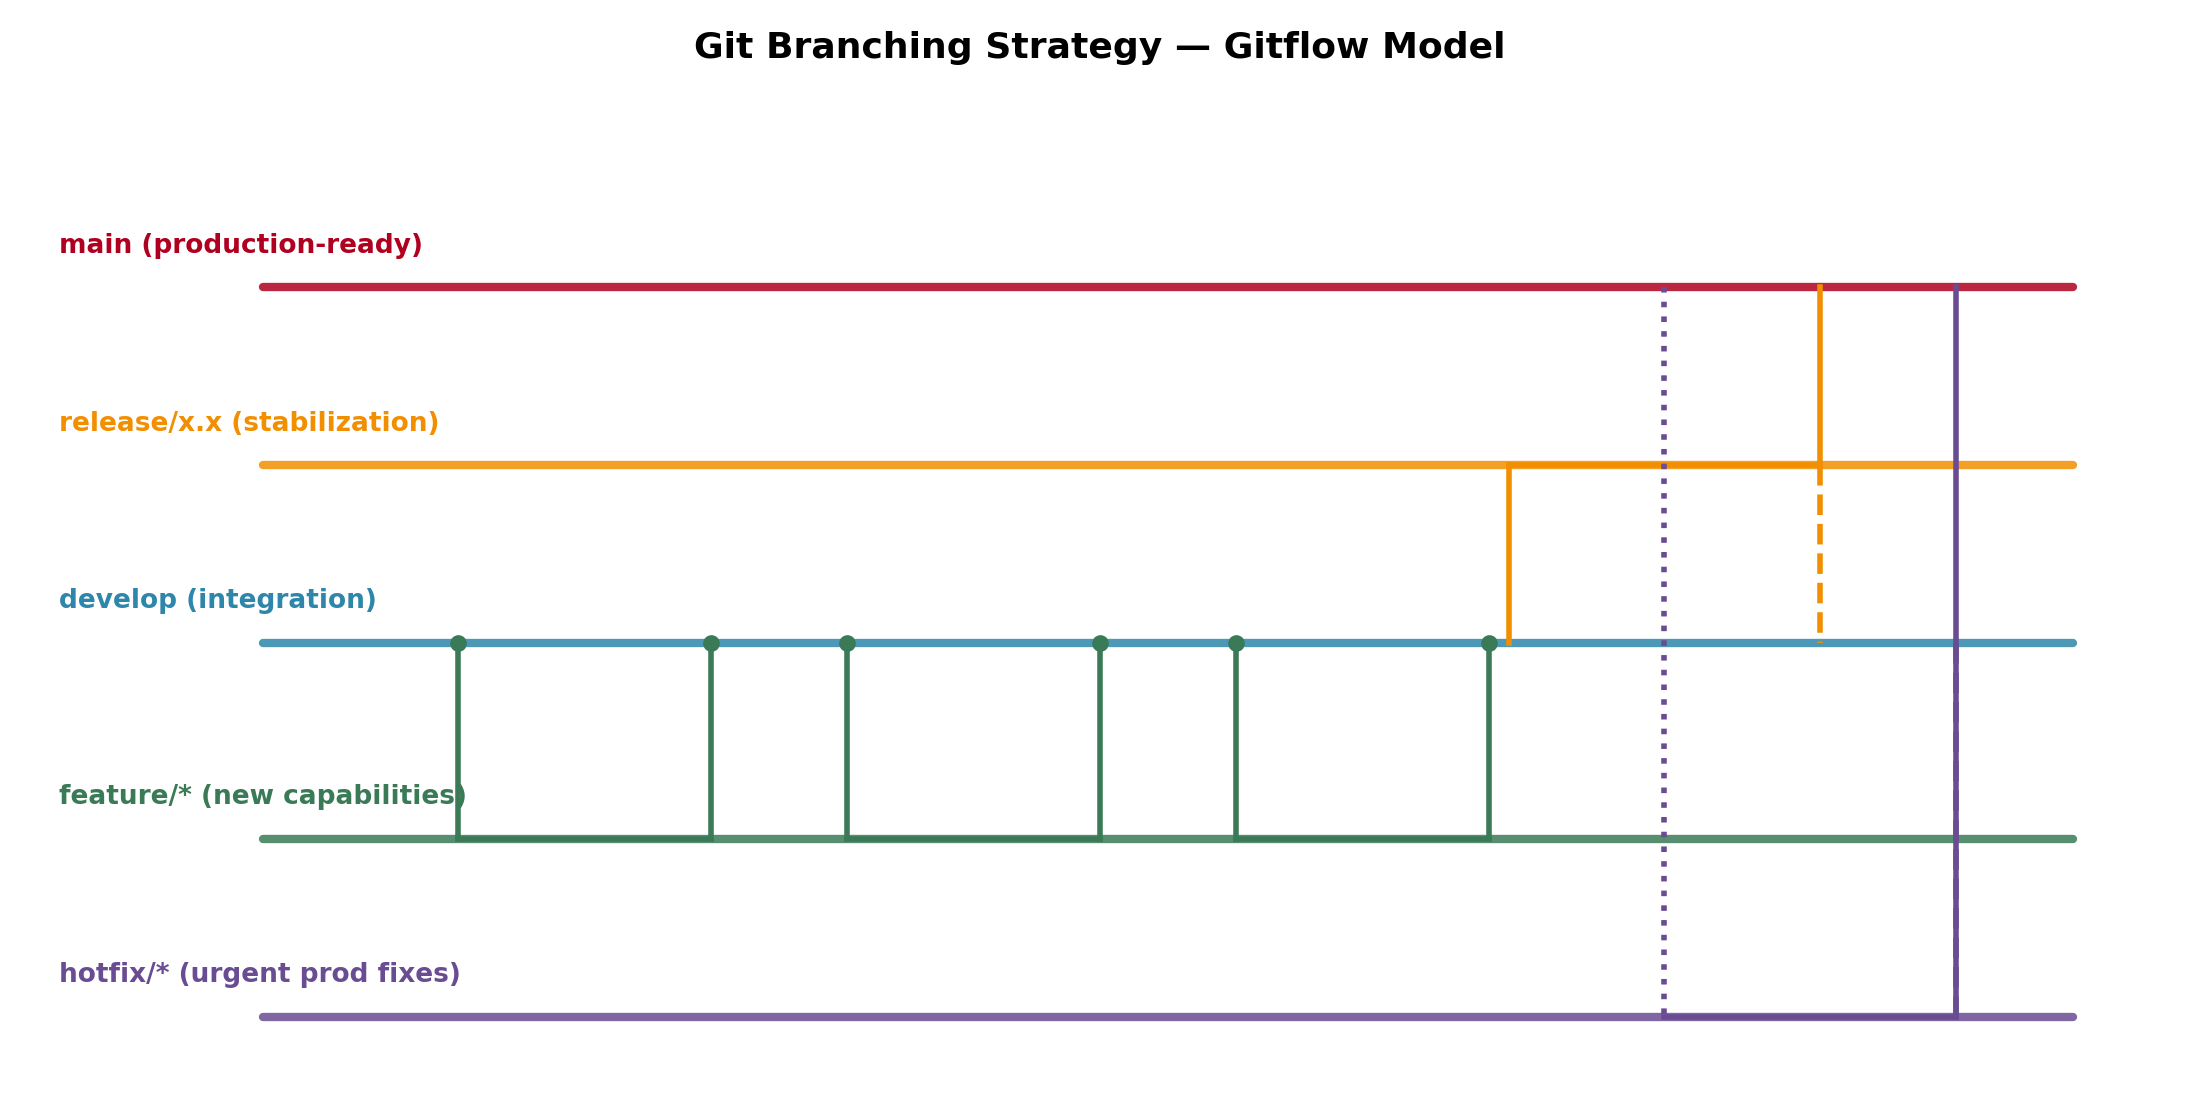 Git Branching Strategy — Gitflow Model
main (production-ready)
release/x.x (stabilization)
develop (integration)
feature/* (new capabilities)
hotfix/* (urgent prod fixes)